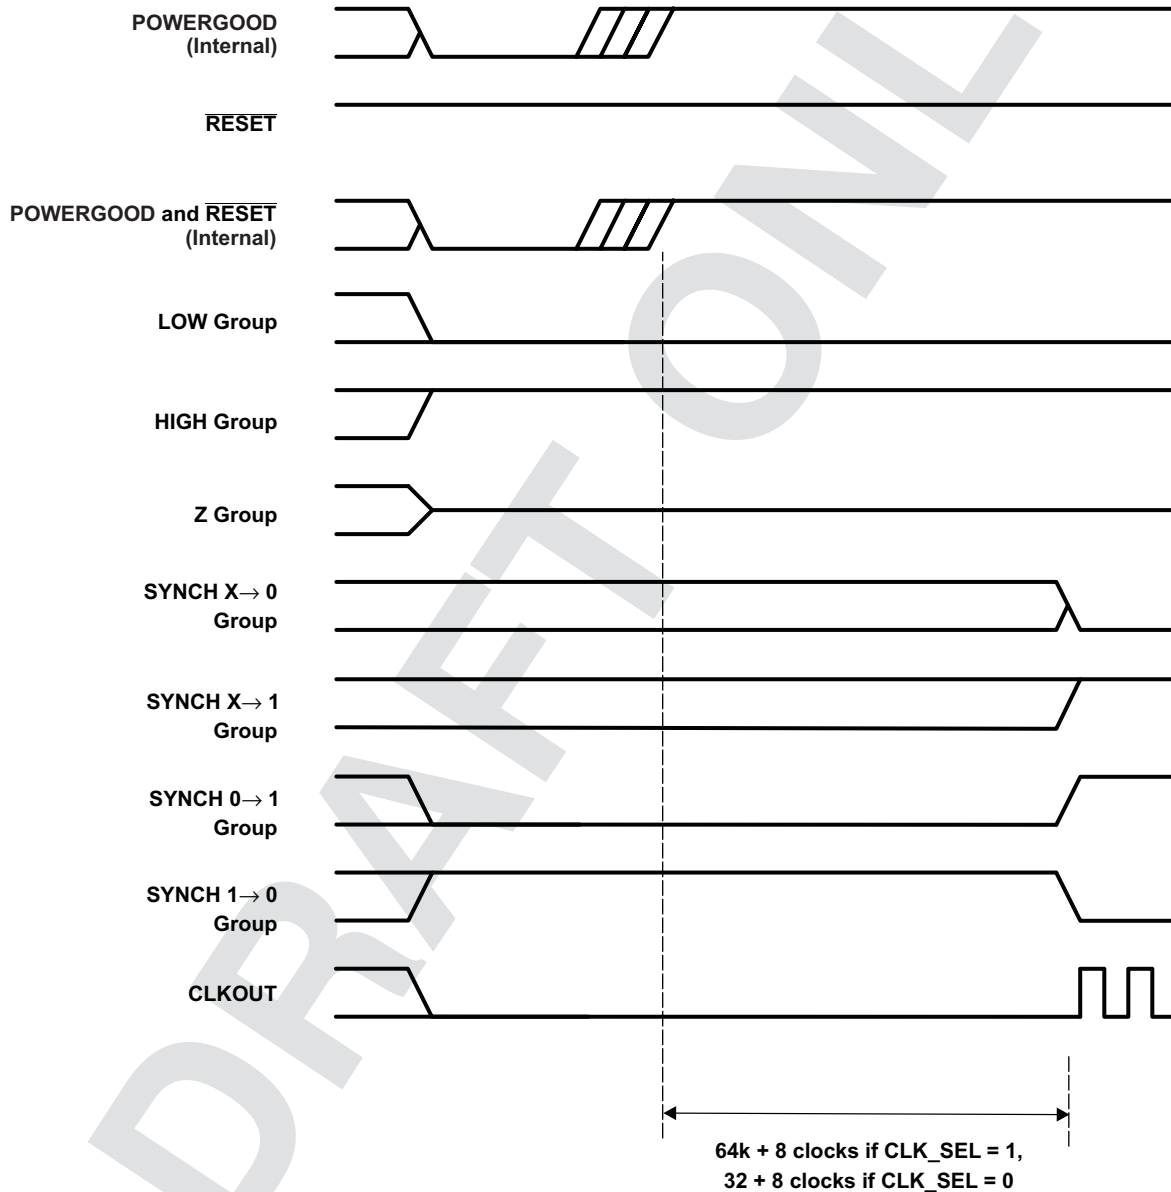 POWERGOOD
(Internal)
RESET
POWERGOOD and RESET
(Internal)
LOW Group
HIGH Group
Z Group
SYNCH X→ 0
Group
SYNCH X→ 1
Group
SYNCH 0→ 1
Group
SYNCH 1→ 0
Group
CLKOUT
64k + 8 clocks if CLK_SEL = 1,
32 + 8 clocks if CLK_SEL = 0
DRAFT ONL